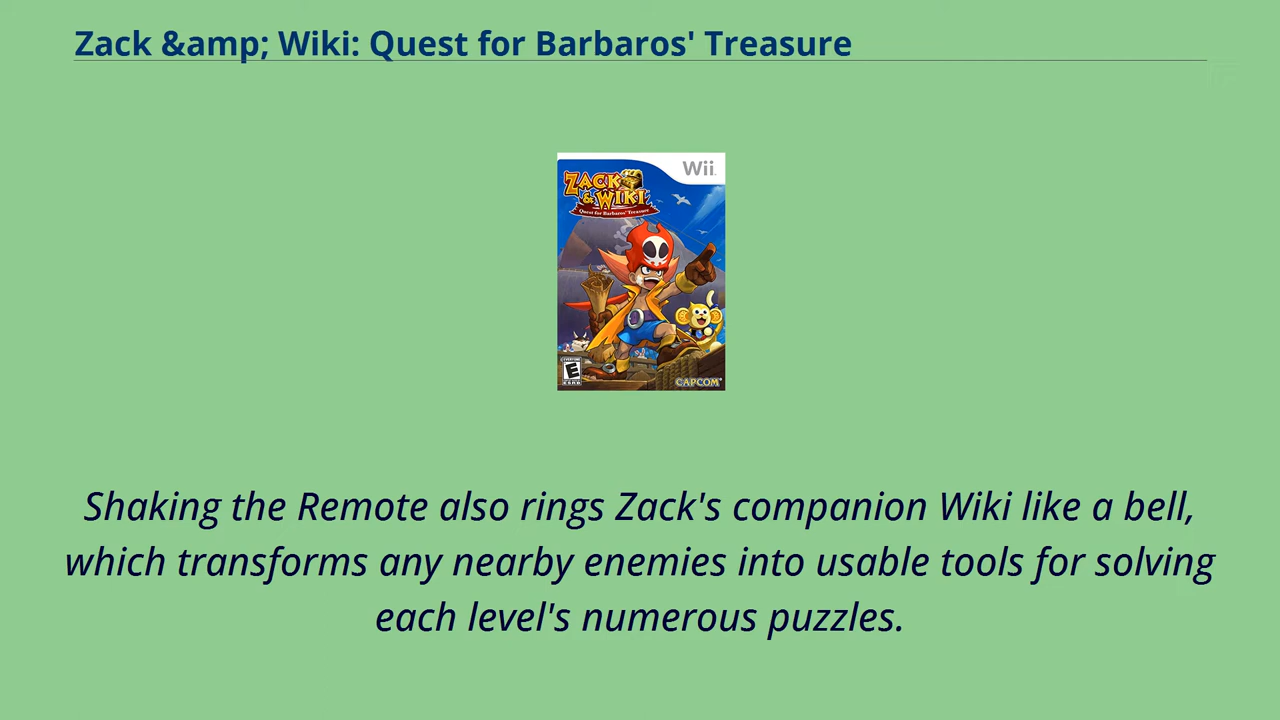 Zack &amp; Wiki: Quest for Barbaros' Treasure
Wii
ZACK
& WIKI
Quest for Barbaros' Treasure
EVERYONE
E
CAPCOM
Shaking the Remote also rings Zack's companion Wiki like a bell,
which transforms any nearby enemies into usable tools for solving
each level's numerous puzzles.